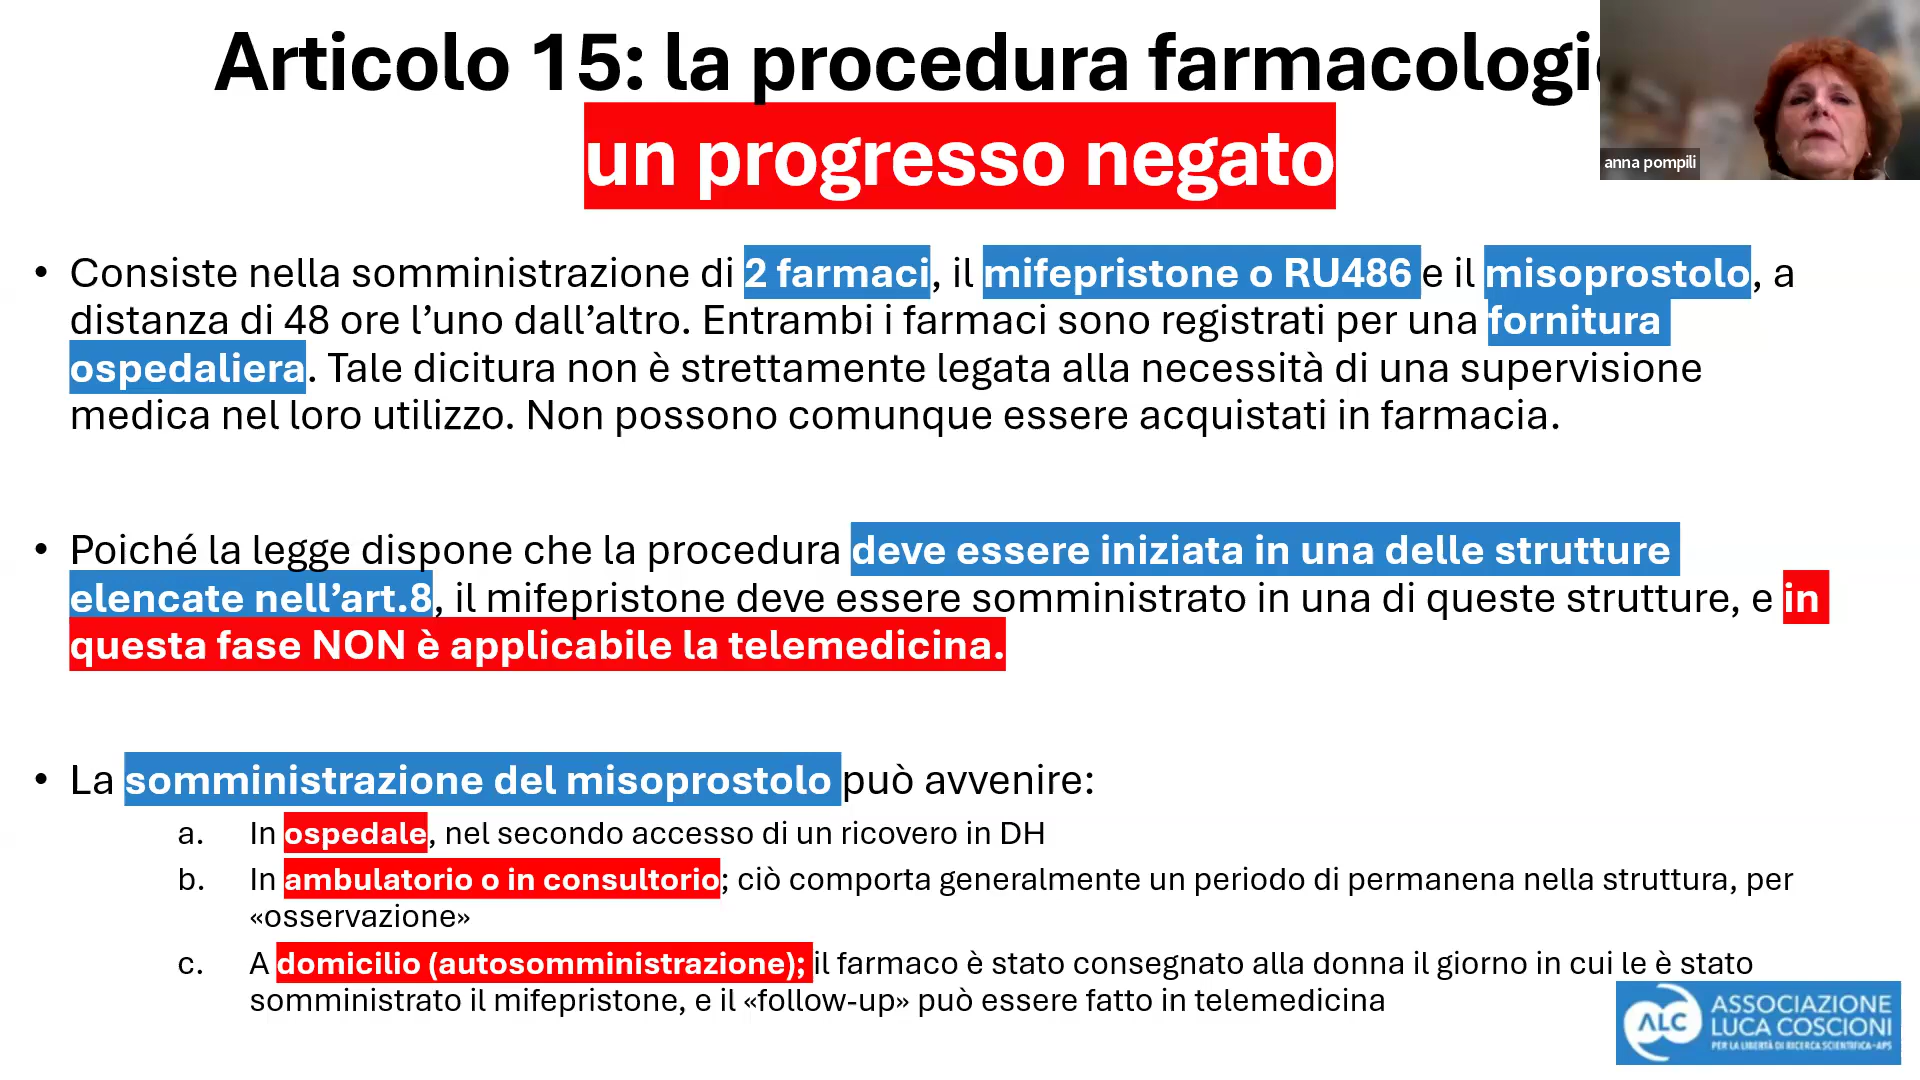 Articolo 15: la procedura farmacologi
un progresso negato
anna pompili
• Consiste nella somministrazione di 2 farmaci, il mifepristone o RU486 e il misoprostolo, a
distanza di 48 ore l’uno dall’altro. Entrambi i farmaci sono registrati per una fornitura
ospedaliera. Tale dicitura non è strettamente legata alla necessità di una supervisione
medica nel loro utilizzo. Non possono comunque essere acquistati in farmacia.
• Poiché la legge dispone che la procedura deve essere iniziata in una delle strutture
elencate nell’art.8, il mifepristone deve essere somministrato in una di queste strutture, e in
questa fase NON è applicabile la telemedicina.
• La somministrazione del misoprostolo può avvenire:
a. In ospedale, nel secondo accesso di un ricovero in DH
b. In ambulatorio o in consultorio; ciò comporta generalmente un periodo di permanena nella struttura, per
«osservazione»
c. A domicilio (autosomministrazione); il farmaco è stato consegnato alla donna il giorno in cui le è stato
somministrato il mifepristone, e il «follow-up» può essere fatto in telemedicina
ALC
ASSOCIAZIONE
LUCA COSCIONI
PER LA LIBERTÀ DI RICERCA SCIENTIFICA-APS